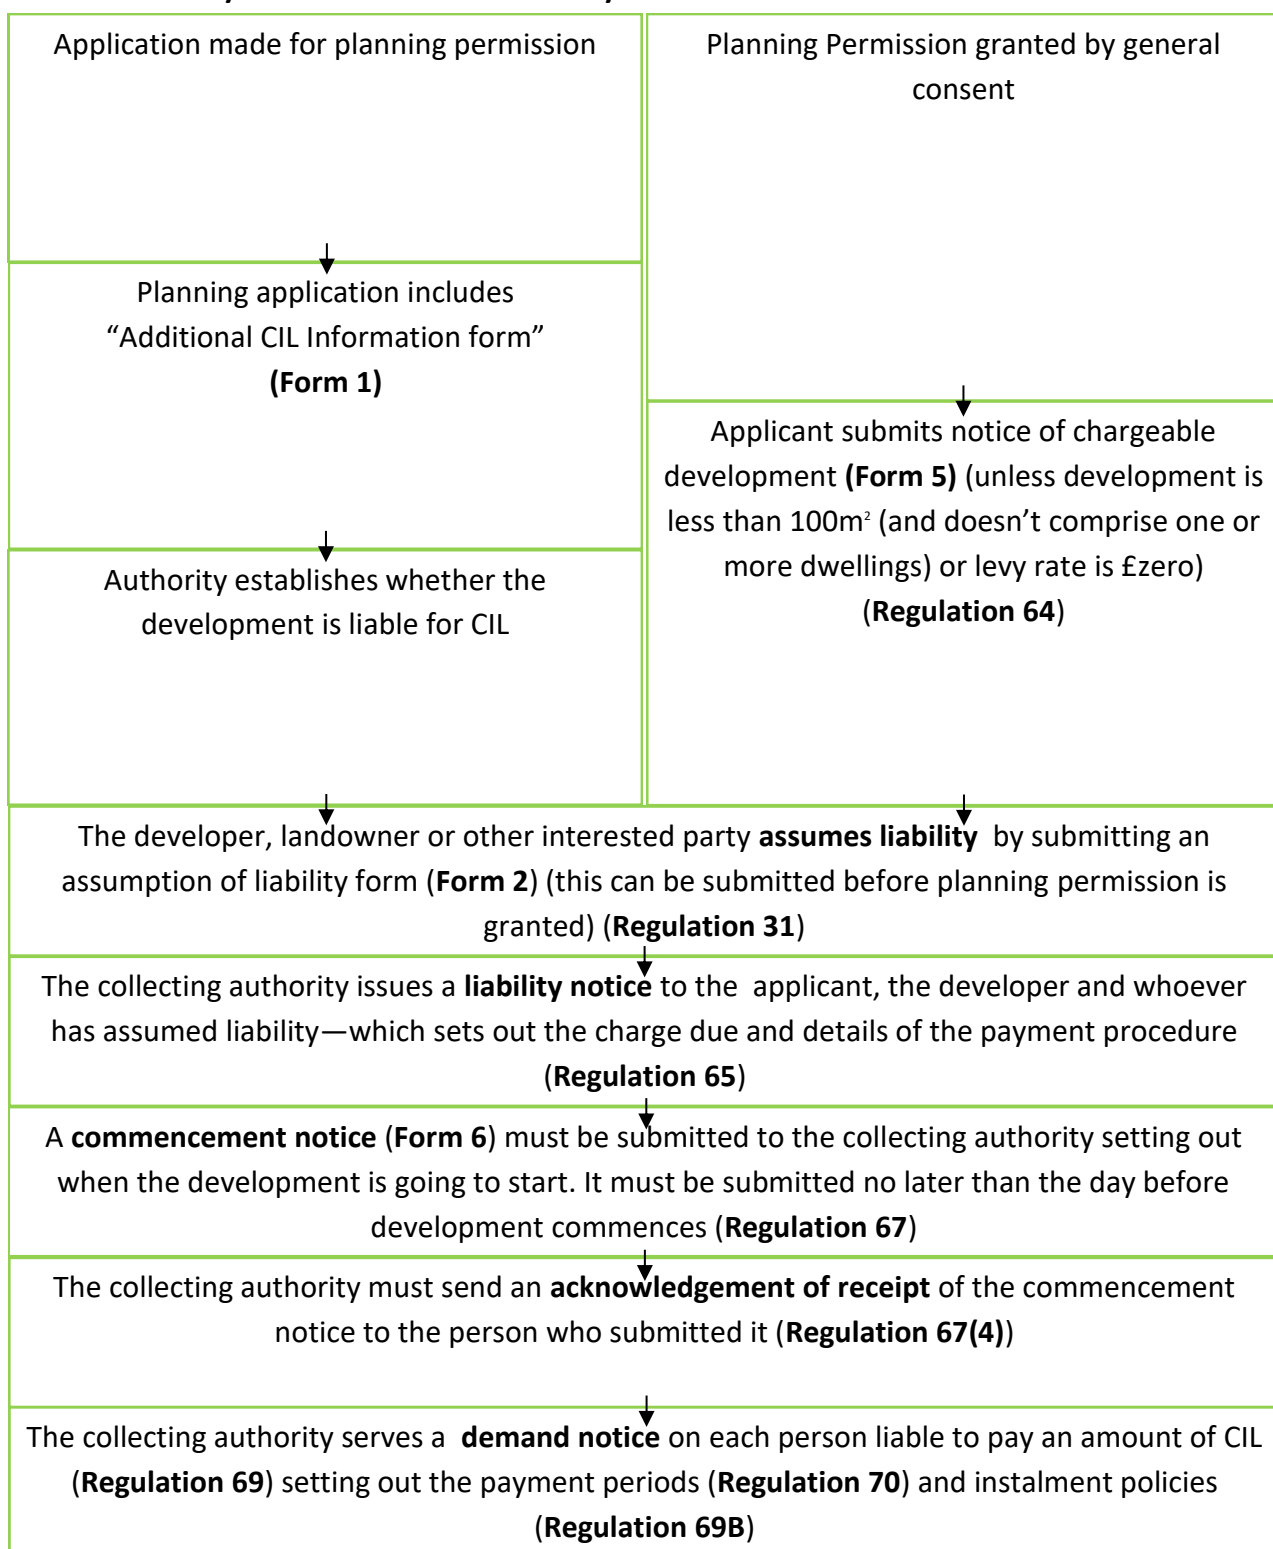 Application made for planning permission
Planning application includes
“Additional CIL Information form”
(Form 1)
Authority establishes whether the
development is liable for CIL
Planning Permission granted by general
consent
Applicant submits notice of chargeable
development (Form 5) (unless development is
less than 100m² (and doesn’t comprise one or
more dwellings) or levy rate is £zero)
(Regulation 64)
The developer, landowner or other interested party assumes liability by submitting an
assumption of liability form (Form 2) (this can be submitted before planning permission is
granted) (Regulation 31)
The collecting authority issues a liability notice to the applicant, the developer and whoever
has assumed liability—which sets out the charge due and details of the payment procedure
(Regulation 65)
A commencement notice (Form 6) must be submitted to the collecting authority setting out
when the development is going to start. It must be submitted no later than the day before
development commences (Regulation 67)
The collecting authority must send an acknowledgement of receipt of the commencement
notice to the person who submitted it (Regulation 67(4))
The collecting authority serves a demand notice on each person liable to pay an amount of CIL
(Regulation 69) setting out the payment periods (Regulation 70) and instalment policies
(Regulation 69B)